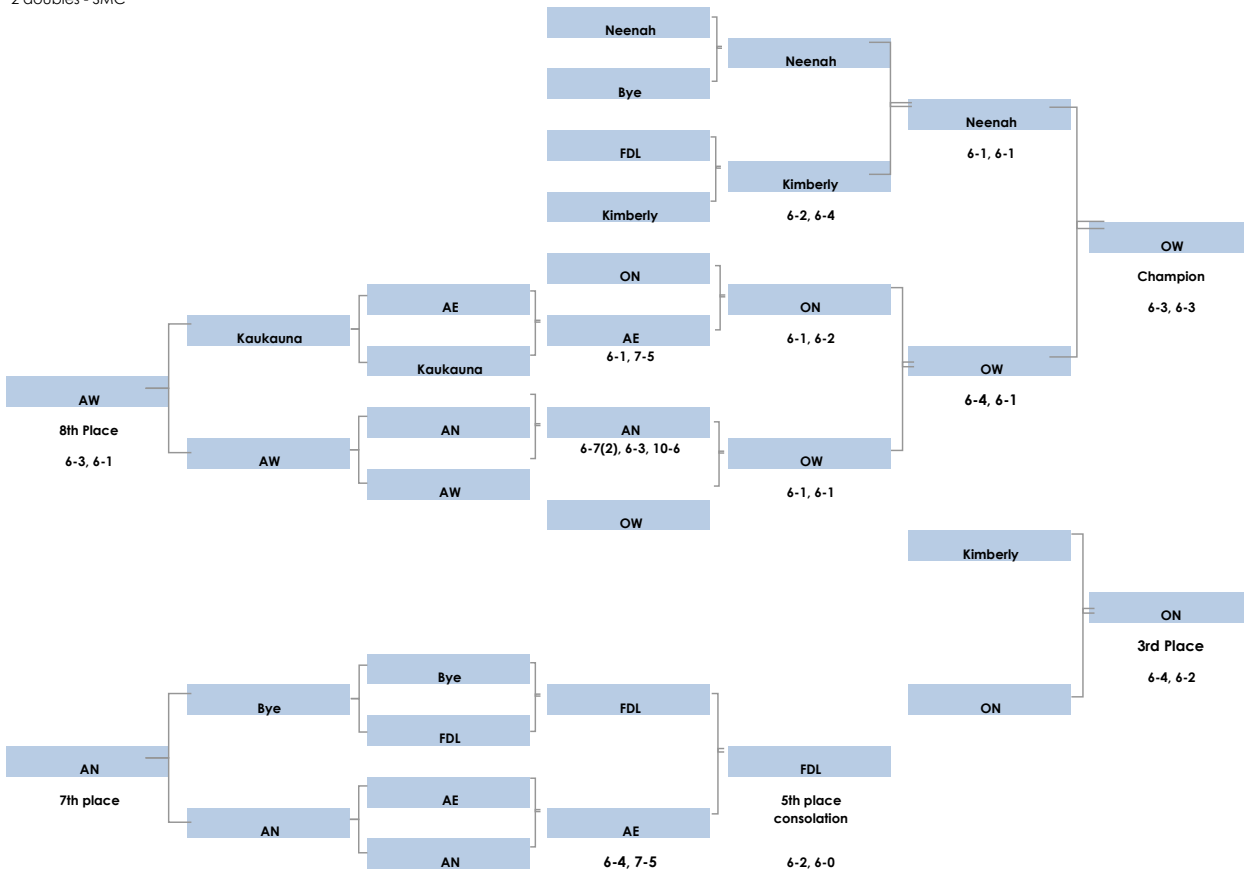 2 doubles - SMC
Neenah
Neenah
Bye
Neenah
6-1, 6-1
FDL
Kimberly
6-2, 6-4
Kimberly
OW
Champion
6-3, 6-3
ON
AE
ON
6-1, 6-2
Kaukauna
AE
6-1, 7-5
Kaukauna
OW
6-4, 6-1
AW
8th Place
6-3, 6-1
AN
AN
6-7(2), 6-3, 10-6
AW
OW
6-1, 6-1
AW
OW
Kimberly
ON
3rd Place
6-4, 6-2
Bye
Bye
FDL
ON
FDL
AN
7th place
FDL
5th place
consolation
6-2, 6-0
AE
AN
AE
6-4, 7-5
AN